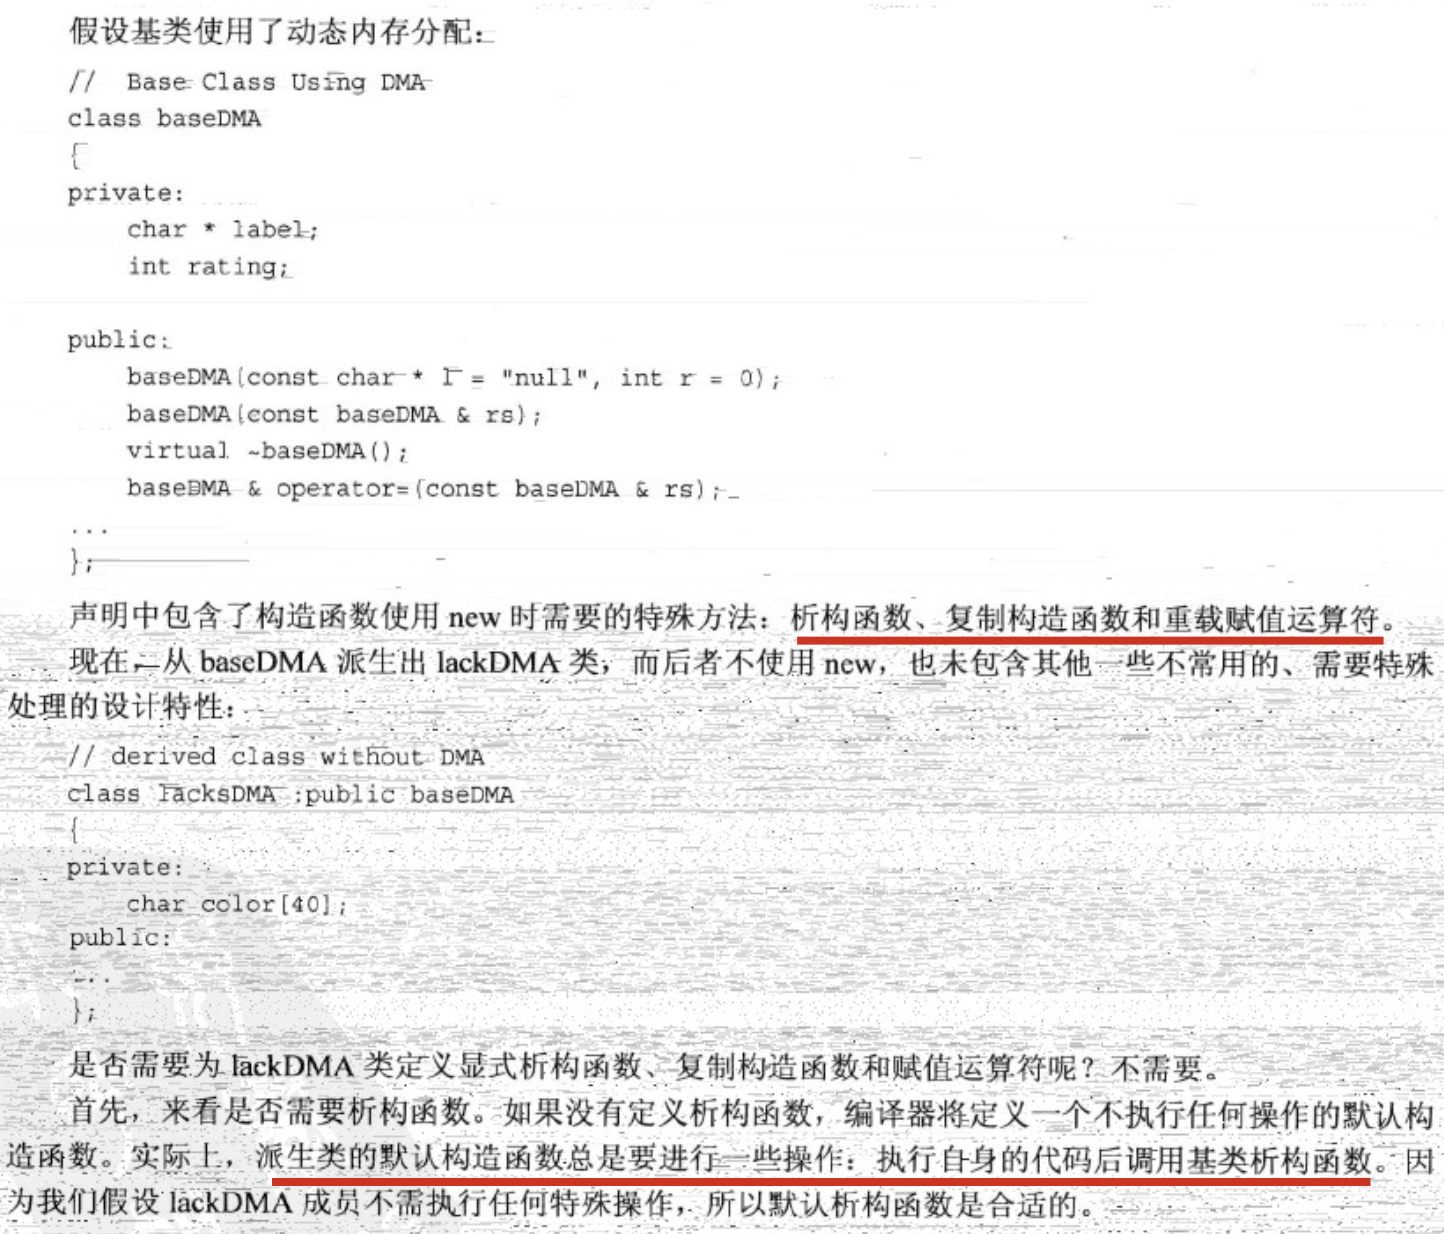 假设基类使用了动态内存分配：
// Base Class Using DMA
class baseDMA
{
private:
    char * label;
    int rating;
public:
    baseDMA(const char * l = "null", int r = 0);
    baseDMA(const baseDMA & rs);
    virtual ~baseDMA();
    baseDMA & operator=(const baseDMA & rs);
...
};
声明中包含了构造函数使用 new 时需要的特殊方法：析构函数、复制构造函数和重载赋值运算符。
现在，从 baseDMA 派生出 lackDMA 类，而后者不使用 new，也未包含其他一些不常用的、需要特殊
处理的设计特性：
// derived class without DMA
class lacksDMA :public baseDMA
{
private:
    char color[40];
public:
...
};
是否需要为 lackDMA 类定义显式析构函数、复制构造函数和赋值运算符呢？不需要。
首先，来看是否需要析构函数。如果没有定义析构函数，编译器将定义一个不执行任何操作的默认构
造函数。实际上，派生类的默认构造函数总是要进行一些操作：执行自身的代码后调用基类析构函数。因
为我们假设 lackDMA 成员不需执行任何特殊操作，所以默认析构函数是合适的。